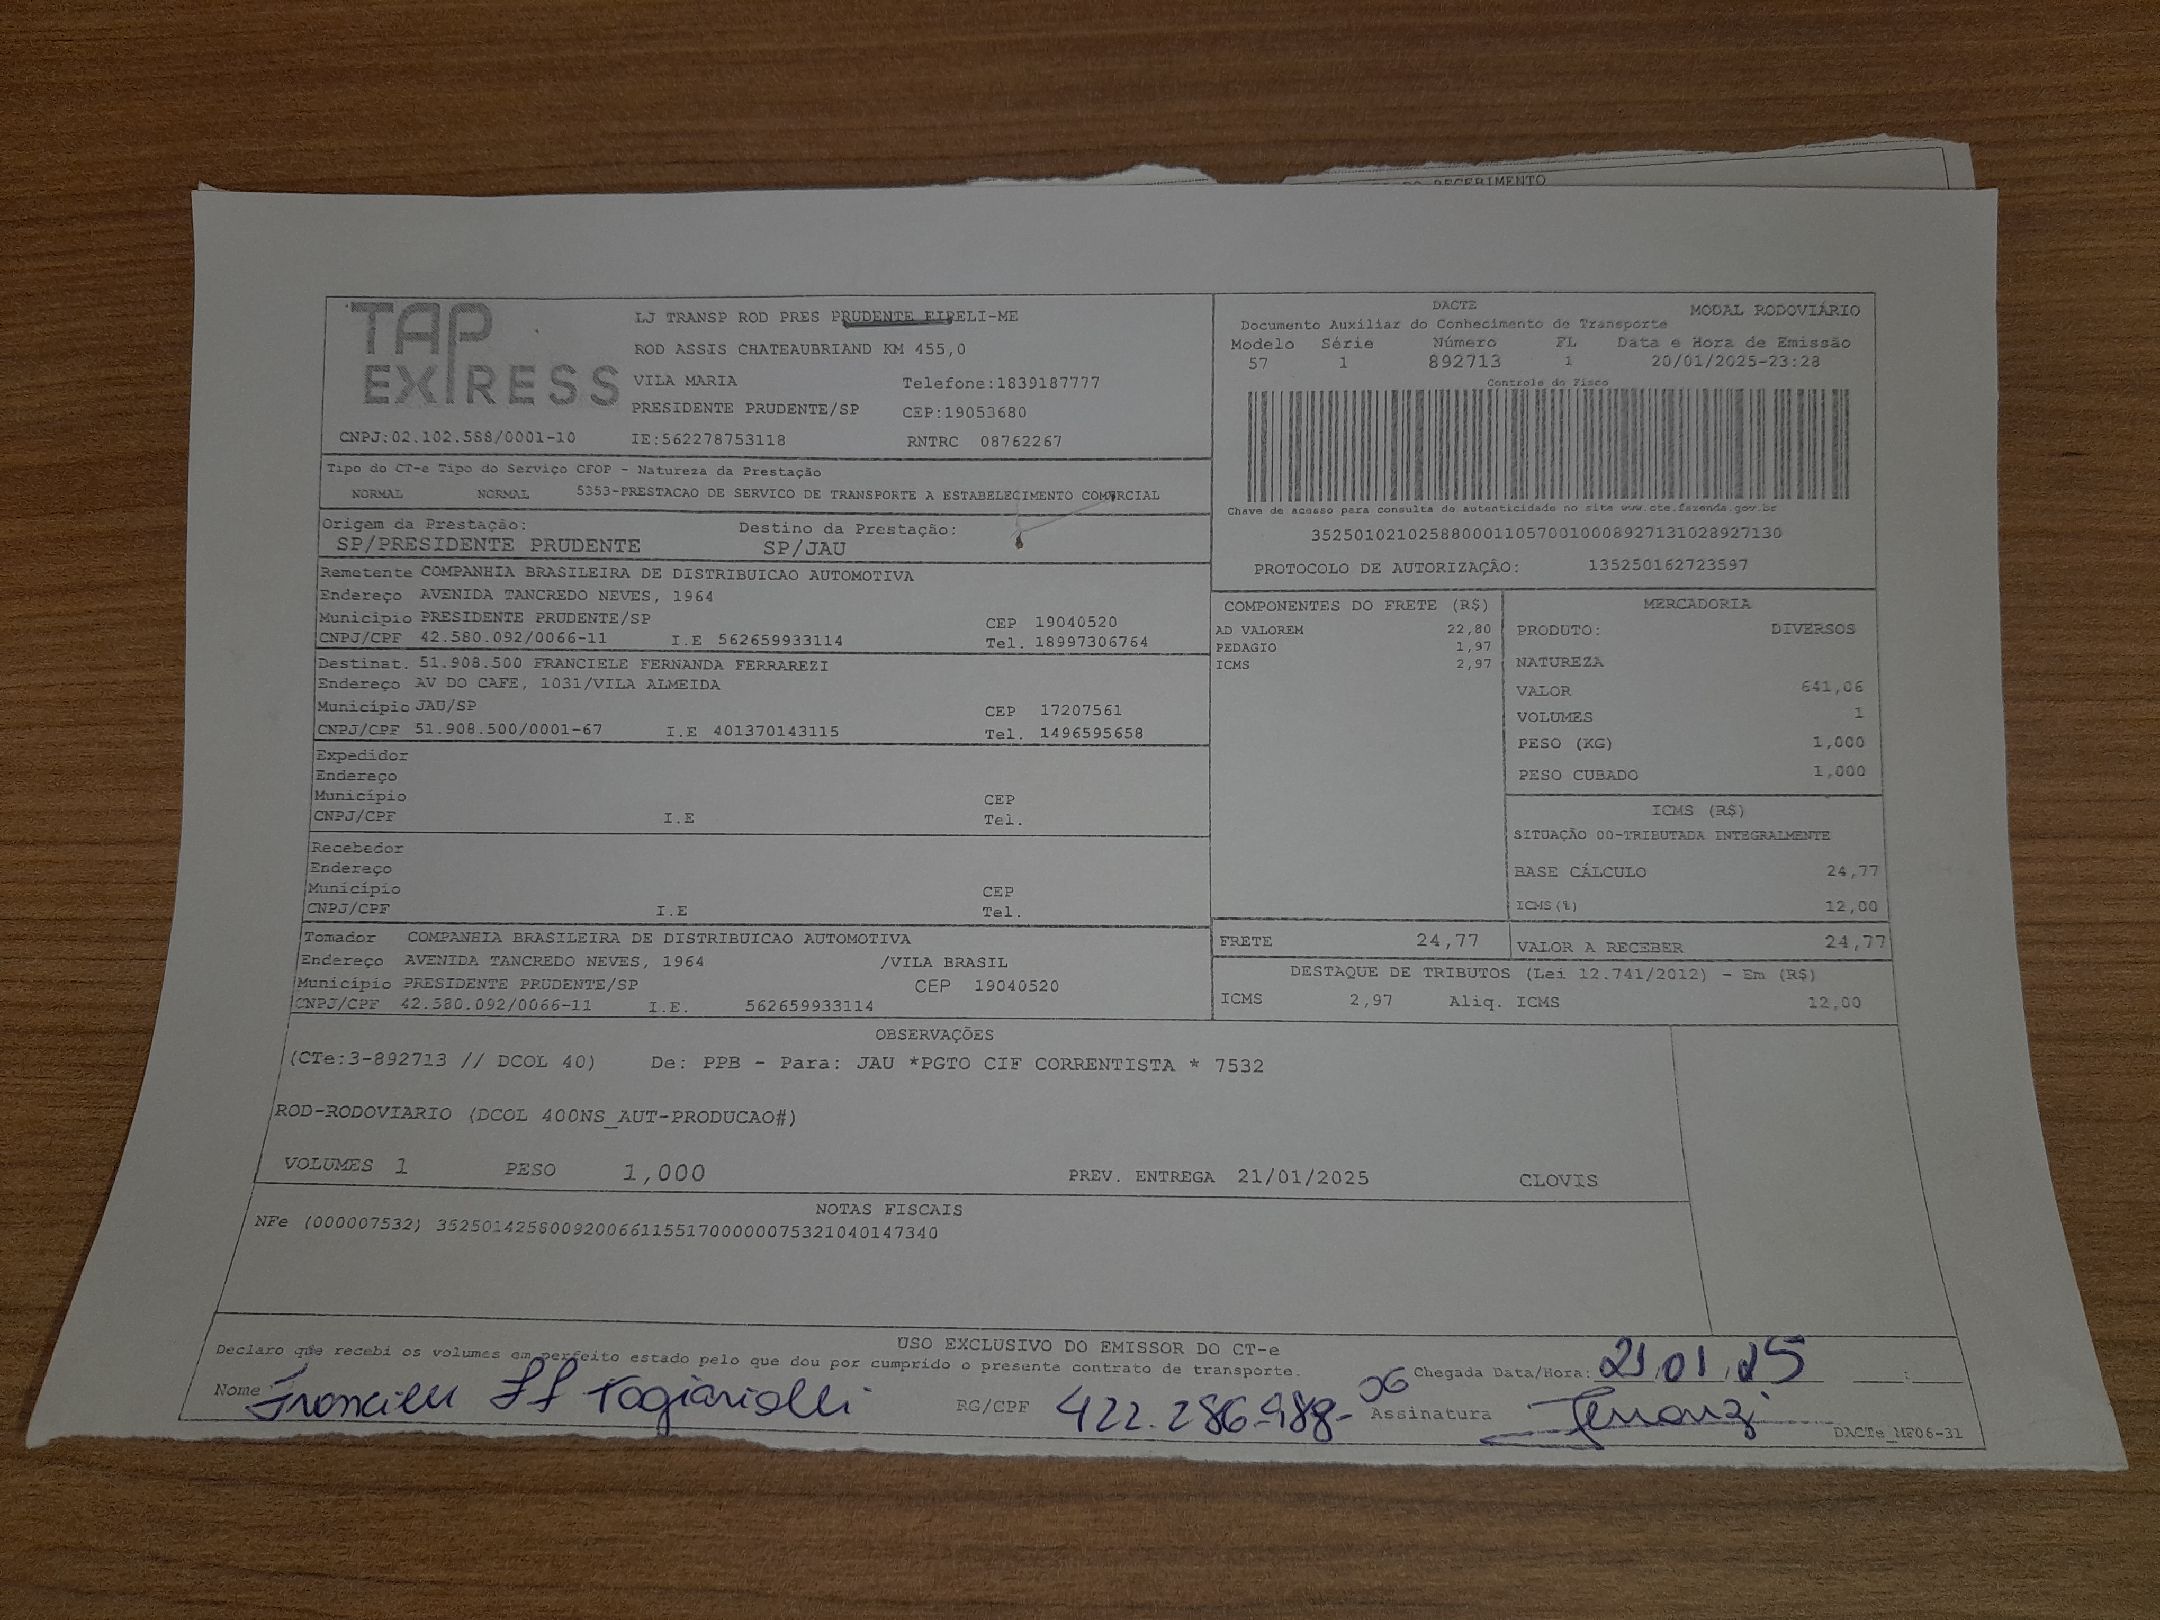 DO RECEBIMENTO
TAP
EXPRESS
LJ TRANSP ROD PRES PRUDENTE EIRELI-ME
ROD ASSIS CHATEAUBRIAND KM 455,0
VILA MARIA Telefone:1839187777
PRESIDENTE PRUDENTE/SP CEP:19053680
CNPJ:02.102.588/0001-10 IE:562278753118 RNTRC 08762267
DACTE MODAL RODOVIÁRIO
Documento Auxiliar do Conhecimento de Transporte
Modelo Série Número FL Data e Hora de Emissão
57 1 892713 1 20/01/2025-23:28
Controle do Fisco
Chave de acesso para consulta de autenticidade no site www.cte.fazenda.gov.br
35250102102588000110570010008927131028927130
PROTOCOLO DE AUTORIZAÇÃO: 135250162723597
Tipo do CT-e Tipo do Serviço CFOP - Natureza da Prestação
NORMAL NORMAL 5353-PRESTACAO DE SERVICO DE TRANSPORTE A ESTABELECIMENTO COMERCIAL
Origem da Prestação: Destino da Prestação:
SP/PRESIDENTE PRUDENTE SP/JAU
Remetente COMPANHIA BRASILEIRA DE DISTRIBUICAO AUTOMOTIVA
Endereço AVENIDA TANCREDO NEVES, 1964
Município PRESIDENTE PRUDENTE/SP CEP 19040520
CNPJ/CPF 42.580.092/0066-11 I.E 562659933114 Tel. 18997306764
Destinat. 51.908.500 FRANCIELE FERNANDA FERRAREZI
Endereço AV DO CAFE, 1031/VILA ALMEIDA
Município JAU/SP CEP 17207561
CNPJ/CPF 51.908.500/0001-67 I.E 401370143115 Tel. 1496595658
Expedidor
Endereço
Município CEP
CNPJ/CPF I.E Tel.
Recebedor
Endereço
Município CEP
CNPJ/CPF I.E Tel.
Tomador COMPANHIA BRASILEIRA DE DISTRIBUICAO AUTOMOTIVA
Endereço AVENIDA TANCREDO NEVES, 1964 /VILA BRASIL
Município PRESIDENTE PRUDENTE/SP CEP 19040520
CNPJ/CPF 42.580.092/0066-11 I.E. 562659933114
COMPONENTES DO FRETE (R$)
AD VALOREM 22,80
PEDAGIO 1,97
ICMS 2,97
MERCADORIA
PRODUTO: DIVERSOS
NATUREZA
VALOR 641,06
VOLUMES 1
PESO (KG) 1,000
PESO CUBADO 1,000
ICMS (R$)
SITUAÇÃO 00-TRIBUTADA INTEGRALMENTE
BASE CÁLCULO 24,77
ICMS(%) 12,00
FRETE 24,77 VALOR A RECEBER 24,77
DESTAQUE DE TRIBUTOS (Lei 12.741/2012) - Em (R$)
ICMS 2,97 Aliq. ICMS 12,00
OBSERVAÇÕES
(CTe:3-892713 // DCOL 40) De: PPB - Para: JAU *PGTO CIF CORRENTISTA * 7532
ROD-RODOVIARIO (DCOL 400NS_AUT-PRODUCAO#)
VOLUMES 1 PESO 1,000 PREV. ENTREGA 21/01/2025 CLOVIS
NOTAS FISCAIS
NFe (000007532) 35250142580092006611551700000075321040147340
USO EXCLUSIVO DO EMISSOR DO CT-e
Declaro que recebi os volumes em perfeito estado pelo que dou por cumprido o presente contrato de transporte. Chegada Data/Hora: 21.01.25 ____:____
Nome RG/CPF 422.286.988-06 Assinatura
DACTe_MF06-31